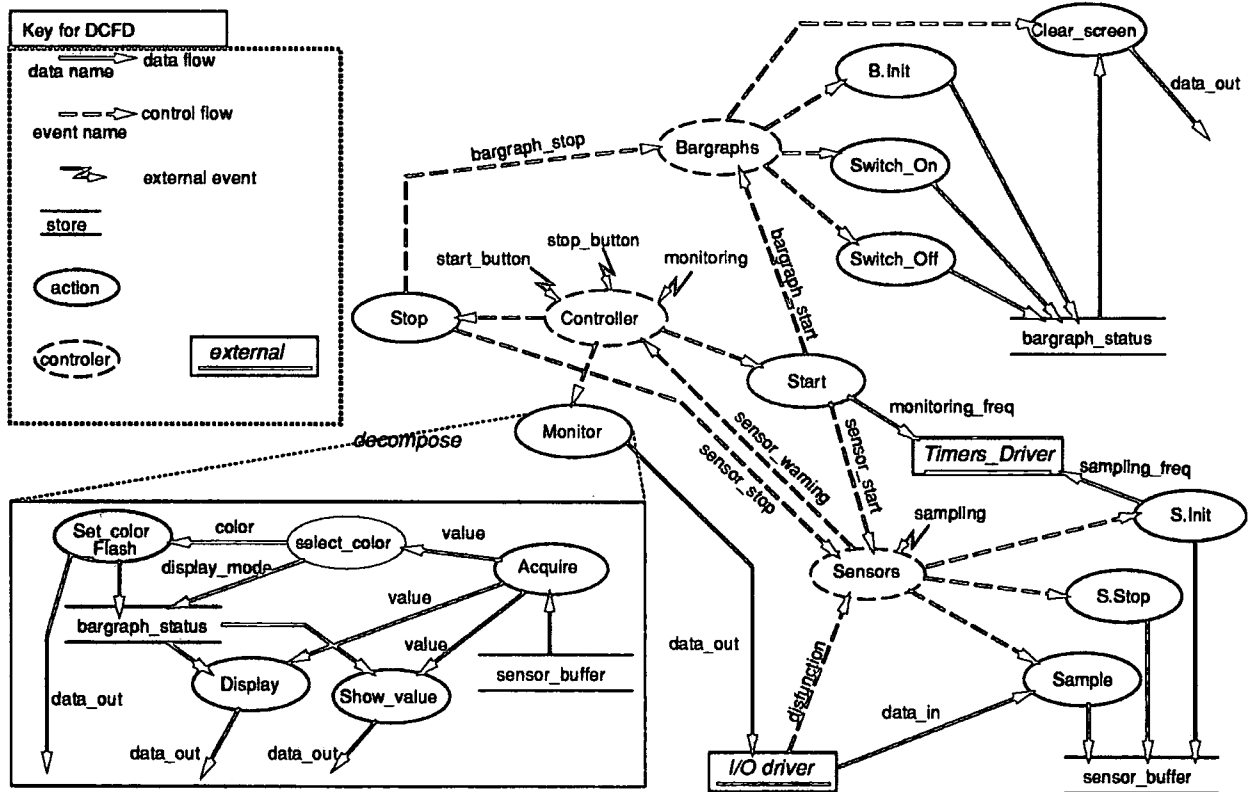 Key for DCFD
data flow
data name
control flow
event name
external event
store
action
controler
external
Clear_screen
B.Init
data_out
bargraph_stop
Bargraphs
Switch_On
Switch_Off
bargraph_start
stop_button
start_button
monitoring
Stop
Controller
bargraph_status
Start
monitoring_freq
decompose
Monitor
Timers_Driver
sensor_warning
sensor_stop
sensor_start
sampling_freq
sampling
S.Init
Sensors
S.Stop
Set_color
Flash
color
select_color
value
Acquire
display_mode
value
bargraph_status
value
sensor_buffer
Display
Show_value
data_out
data_out
data_out
data_out
disfunction
data_in
Sample
I/O driver
sensor_buffer